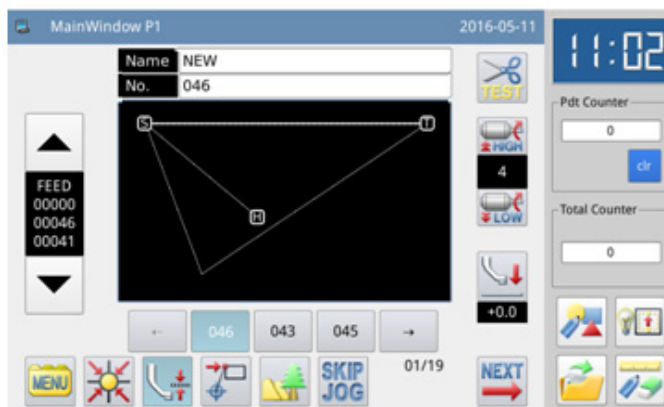 MainWindow P1
2016-05-11
11:02
Name NEW
No. 046
TEST
S
T
H
HIGH
4
LOW
FEED
00000
00046
00041
+0.0
Pdt Counter
0
clr
Total Counter
0
←
046
043
045
→
MENU
SKIP
JOG
01/19
NEXT